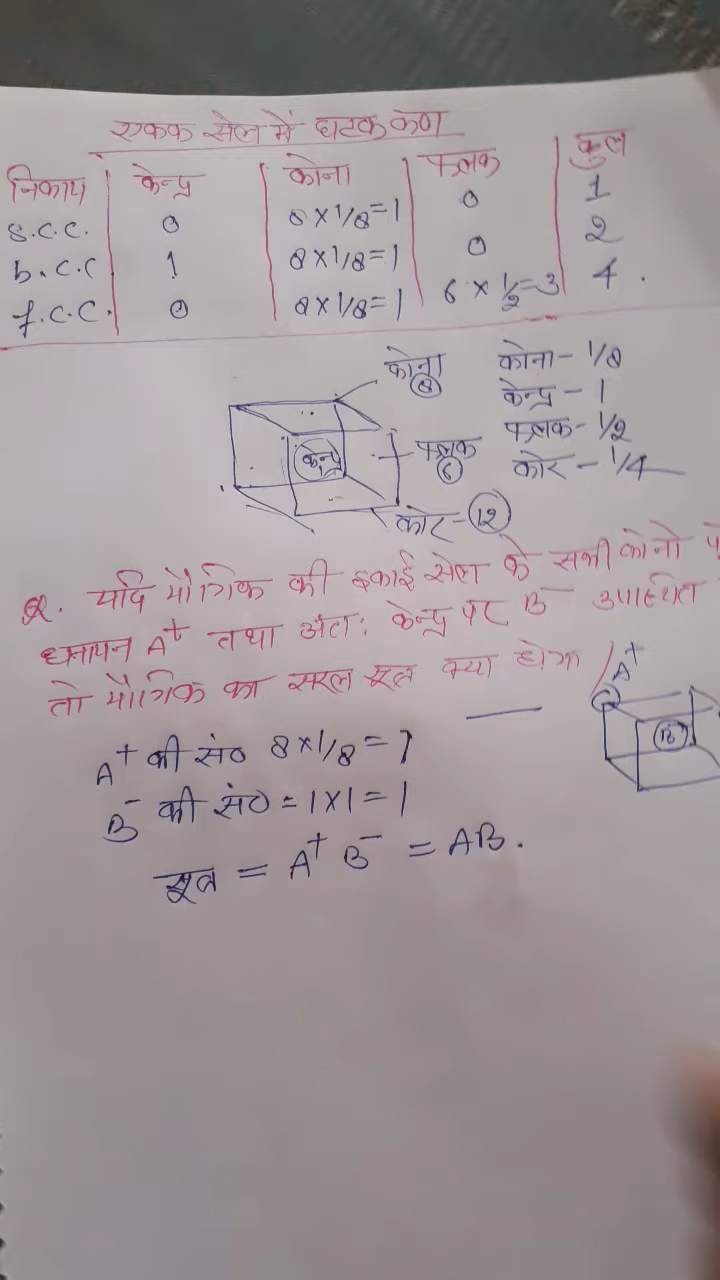 एकक सेल में घटक कण
निकाय केन्द्र कोना फलक कुल
s.c.c. 0 8 x 1/8 = 1 0 1
b.c.c 1 8 x 1/8 = 1 0 2
f.c.c. 0 8 x 1/8 = 1 6 x 1/2 = 3 4 .
कोना 8 कोना - 1/8
केन्द्र - 1
केन्द्र फलक 6 फलक - 1/2
कोर - 1/4
कोर - 12
Q. यदि यौगिक की इकाई सेल के सभी कोनो
धनायन A+ तथा अंत: केन्द्र पर B- उपस्थित
तो यौगिक का सरल सूत्र क्या होगा
A+
B-
A+ की सं० 8 x 1/8 = 1
B- की सं० = 1 x 1 = 1
सूत्र = A+ B- = AB.